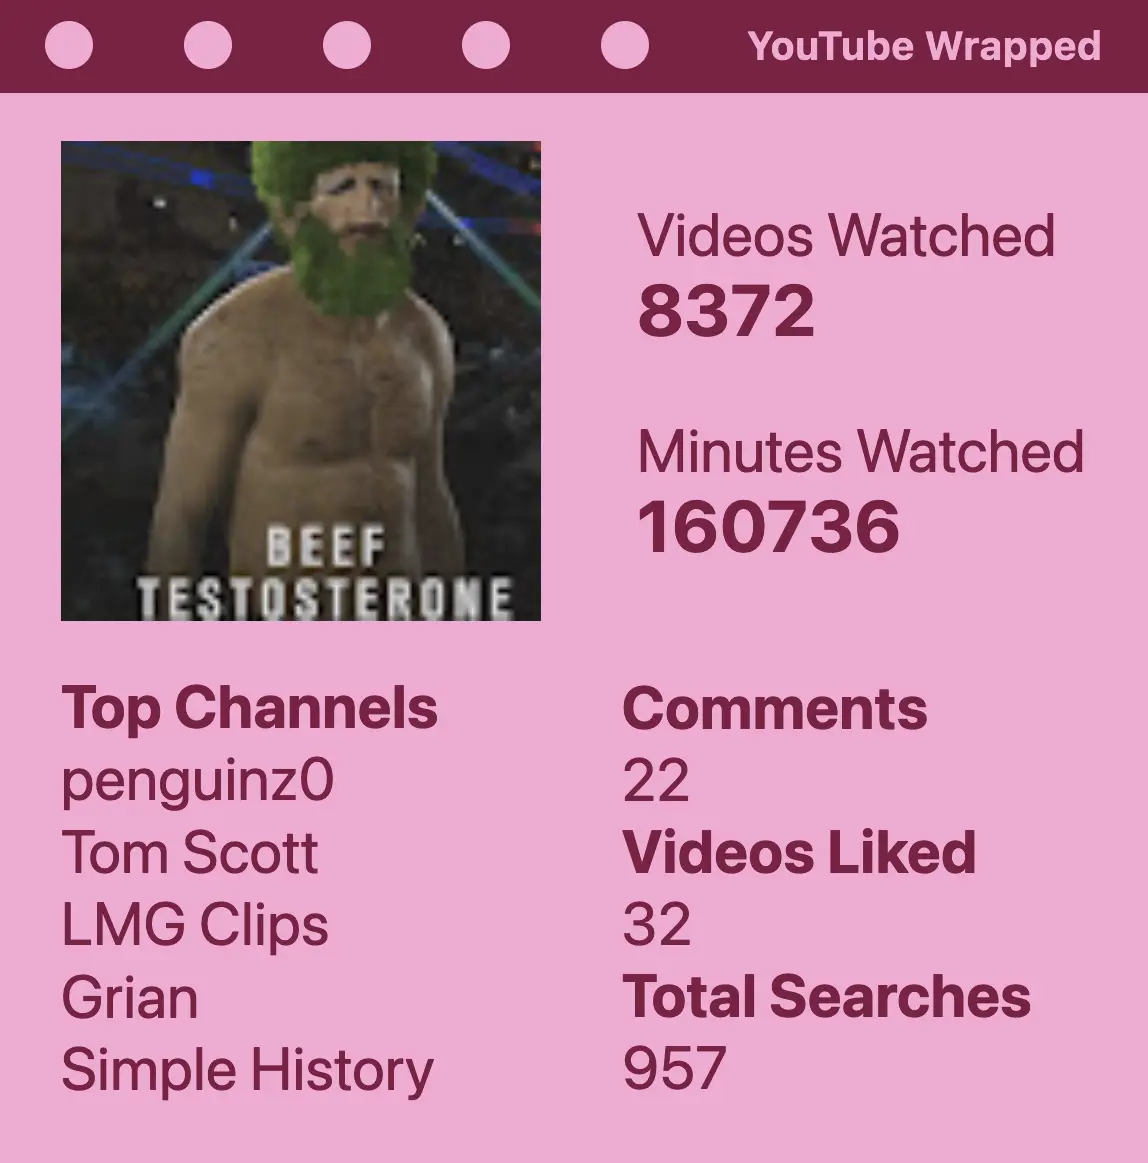 YouTube Wrapped
BEEF
TESTOSTERONE
Videos Watched
8372
Minutes Watched
160736
Top Channels
penguinz0
Tom Scott
LMG Clips
Grian
Simple History
Comments
22
Videos Liked
32
Total Searches
957